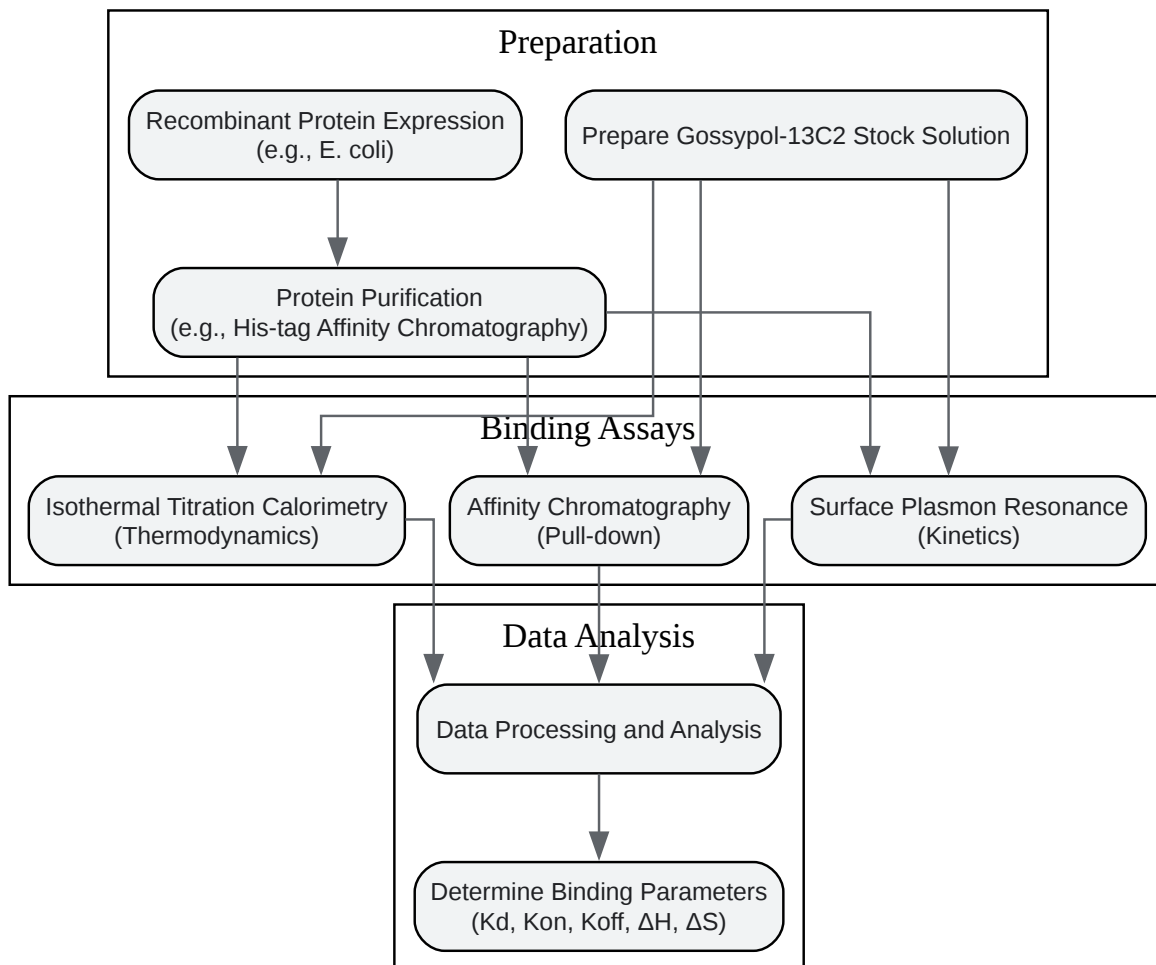 Preparation
Recombinant Protein Expression
(e.g., E. coli)
Prepare Gossypol-13C2 Stock Solution
Protein Purification
(e.g., His-tag Affinity Chromatography)
Binding Assays
Isothermal Titration Calorimetry
(Thermodynamics)
Affinity Chromatography
(Pull-down)
Surface Plasmon Resonance
(Kinetics)
Data Analysis
Data Processing and Analysis
Determine Binding Parameters
(Kd, Kon, Koff, ΔH, ΔS)